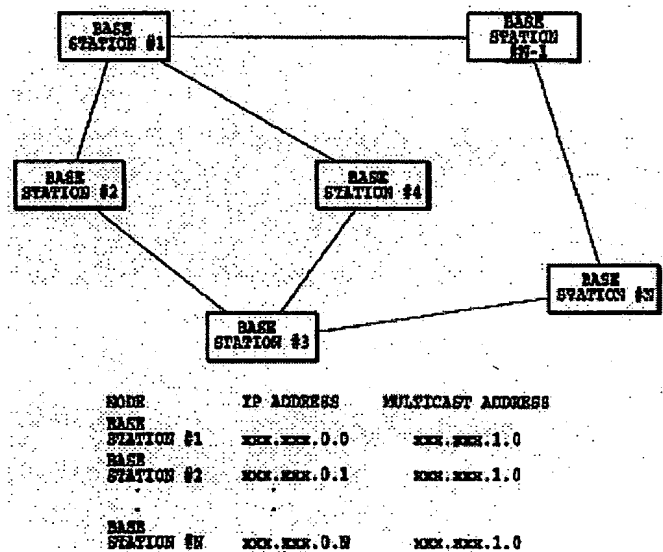 BASE
STATION #1
BASE
STATION
#N-1
BASE
STATION #2
BASE
STATION #4
BASE
STATION #N
BASE
STATION #3
NODE IP ADDRESS MULTICAST ADDRESS
BASE
STATION #1 xxx.xxx.0.0 xxx.xxx.1.0
BASE
STATION #2 xxx.xxx.0.1 xxx.xxx.1.0
BASE
STATION #N xxx.xxx.0.N xxx.xxx.1.0